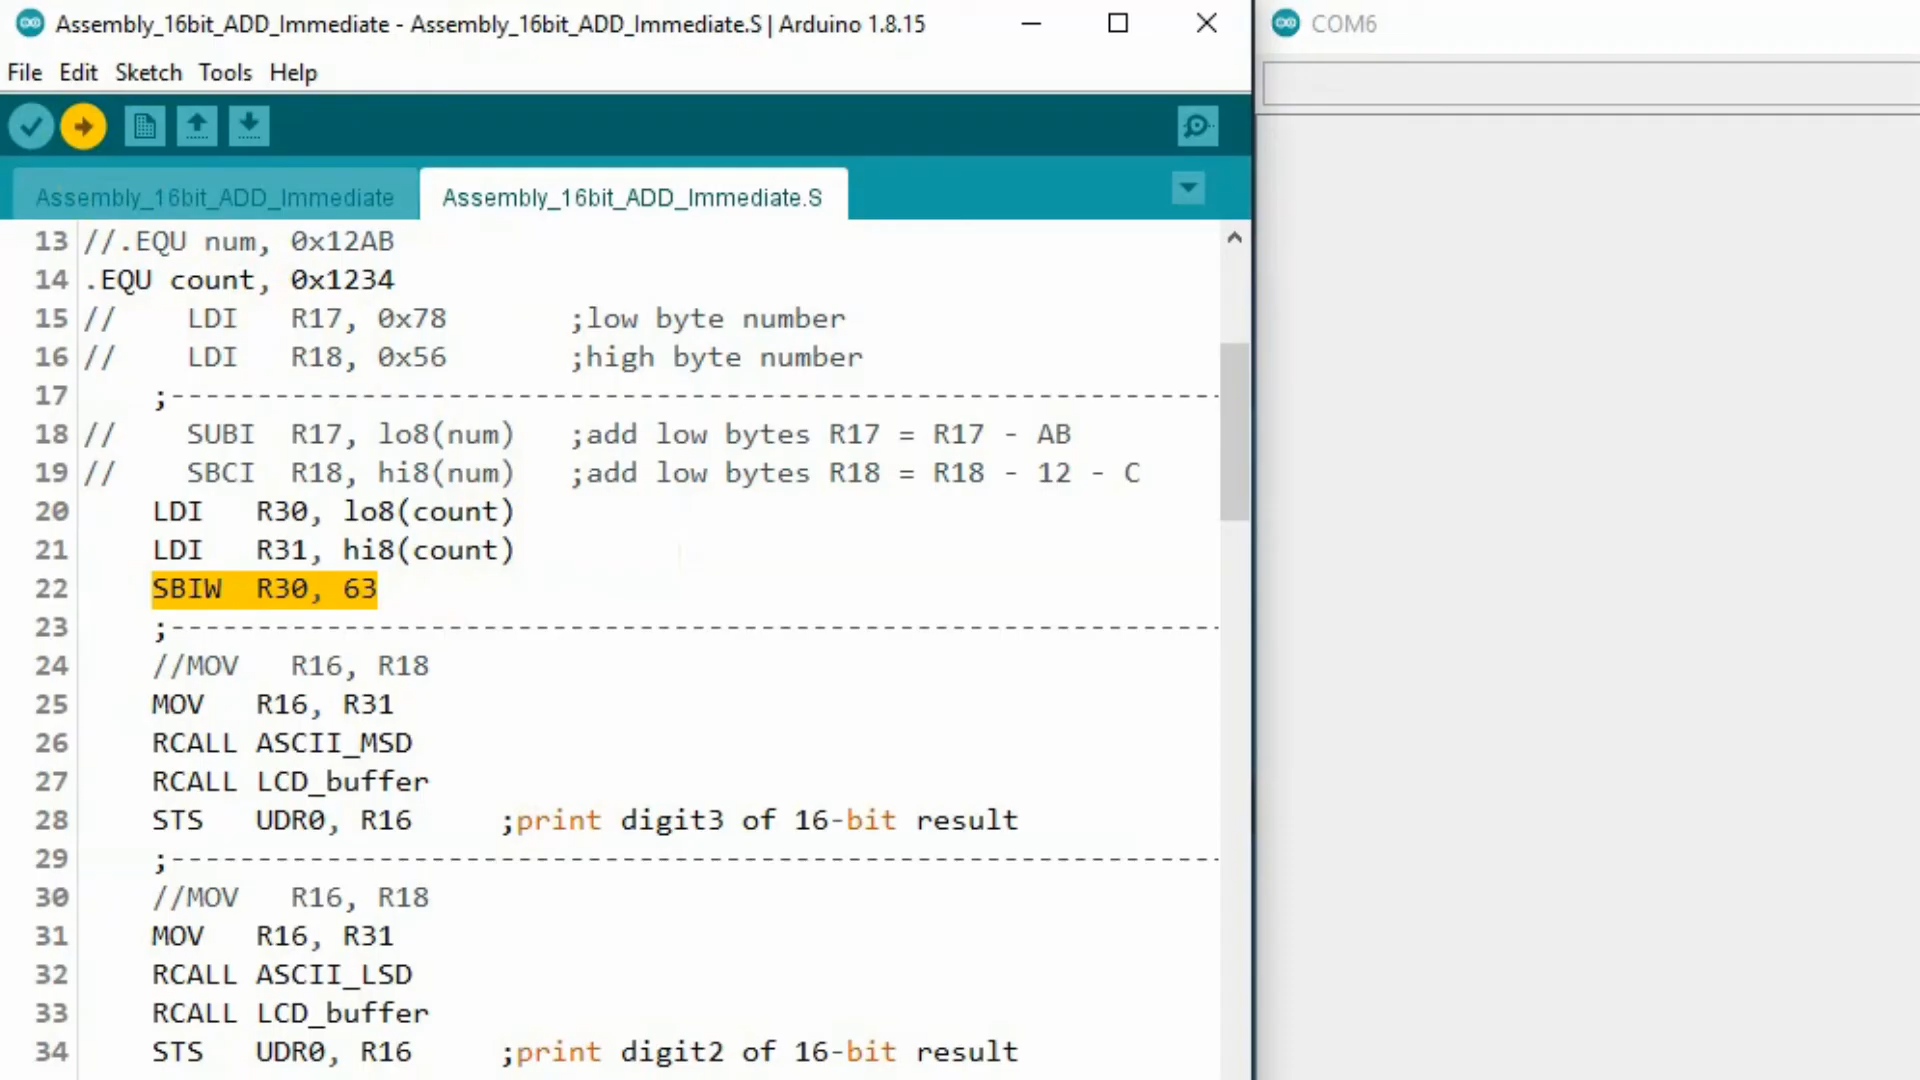 Assembly_16bit_ADD_Immediate - Assembly_16bit_ADD_Immediate.S | Arduino 1.8.15
COM6
File Edit Sketch Tools Help
Assembly_16bit_ADD_Immediate
Assembly_16bit_ADD_Immediate.S
13 //.EQU num, 0x12AB
14 .EQU count, 0x1234
15 // LDI R17, 0x78 ;low byte number
16 // LDI R18, 0x56 ;high byte number
17 ;-------------------------------------------------------------
18 // SUBI R17, lo8(num) ;add low bytes R17 = R17 - AB
19 // SBCI R18, hi8(num) ;add low bytes R18 = R18 - 12 - C
20 LDI R30, lo8(count)
21 LDI R31, hi8(count)
22 SBIW R30, 63
23 ;-------------------------------------------------------------
24 //MOV R16, R18
25 MOV R16, R31
26 RCALL ASCII_MSD
27 RCALL LCD_buffer
28 STS UDR0, R16 ;print digit3 of 16-bit result
29 ;-------------------------------------------------------------
30 //MOV R16, R18
31 MOV R16, R31
32 RCALL ASCII_LSD
33 RCALL LCD_buffer
34 STS UDR0, R16 ;print digit2 of 16-bit result